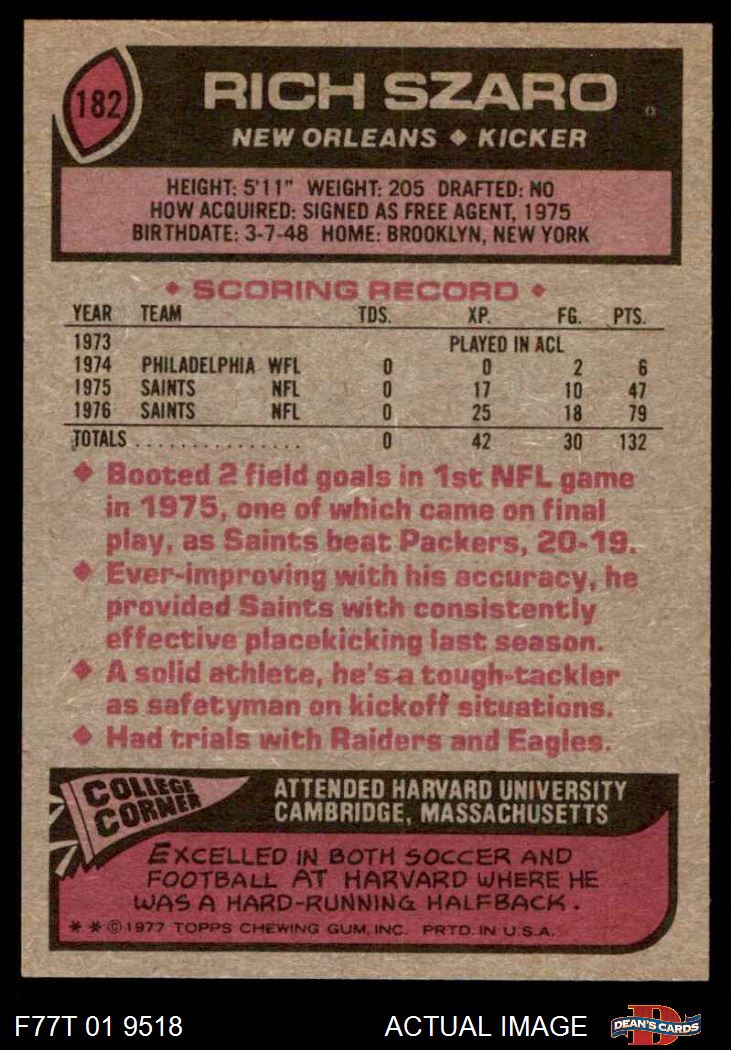 182
RICH SZARO
NEW ORLEANS ◆ KICKER
HEIGHT: 5'11" WEIGHT: 205 DRAFTED: NO
HOW ACQUIRED: SIGNED AS FREE AGENT, 1975
BIRTHDATE: 3-7-48 HOME: BROOKLYN, NEW YORK
◆ SCORING RECORD ◆
YEAR TEAM TDS. XP. FG. PTS.
1973 PLAYED IN ACL
1974 PHILADELPHIA WFL 0 0 2 6
1975 SAINTS NFL 0 17 10 47
1976 SAINTS NFL 0 25 18 79
TOTALS . . . . . . . . . . . . . . . 0 42 30 132
◆ Booted 2 field goals in 1st NFL game
in 1975, one of which came on final
play, as Saints beat Packers, 20-19.
◆ Ever-improving with his accuracy, he
provided Saints with consistently
effective placekicking last season.
◆ A solid athlete, he's a tough-tackler
as safetyman on kickoff situations.
◆ Had trials with Raiders and Eagles.
COLLEGE
CORNER
ATTENDED HARVARD UNIVERSITY
CAMBRIDGE, MASSACHUSETTS
EXCELLED IN BOTH SOCCER AND
FOOTBALL AT HARVARD WHERE HE
WAS A HARD-RUNNING HALFBACK.
* * © 1977 TOPPS CHEWING GUM, INC. PRTD. IN U.S.A.
F77T 01 9518 ACTUAL IMAGE DEAN'S CARDS